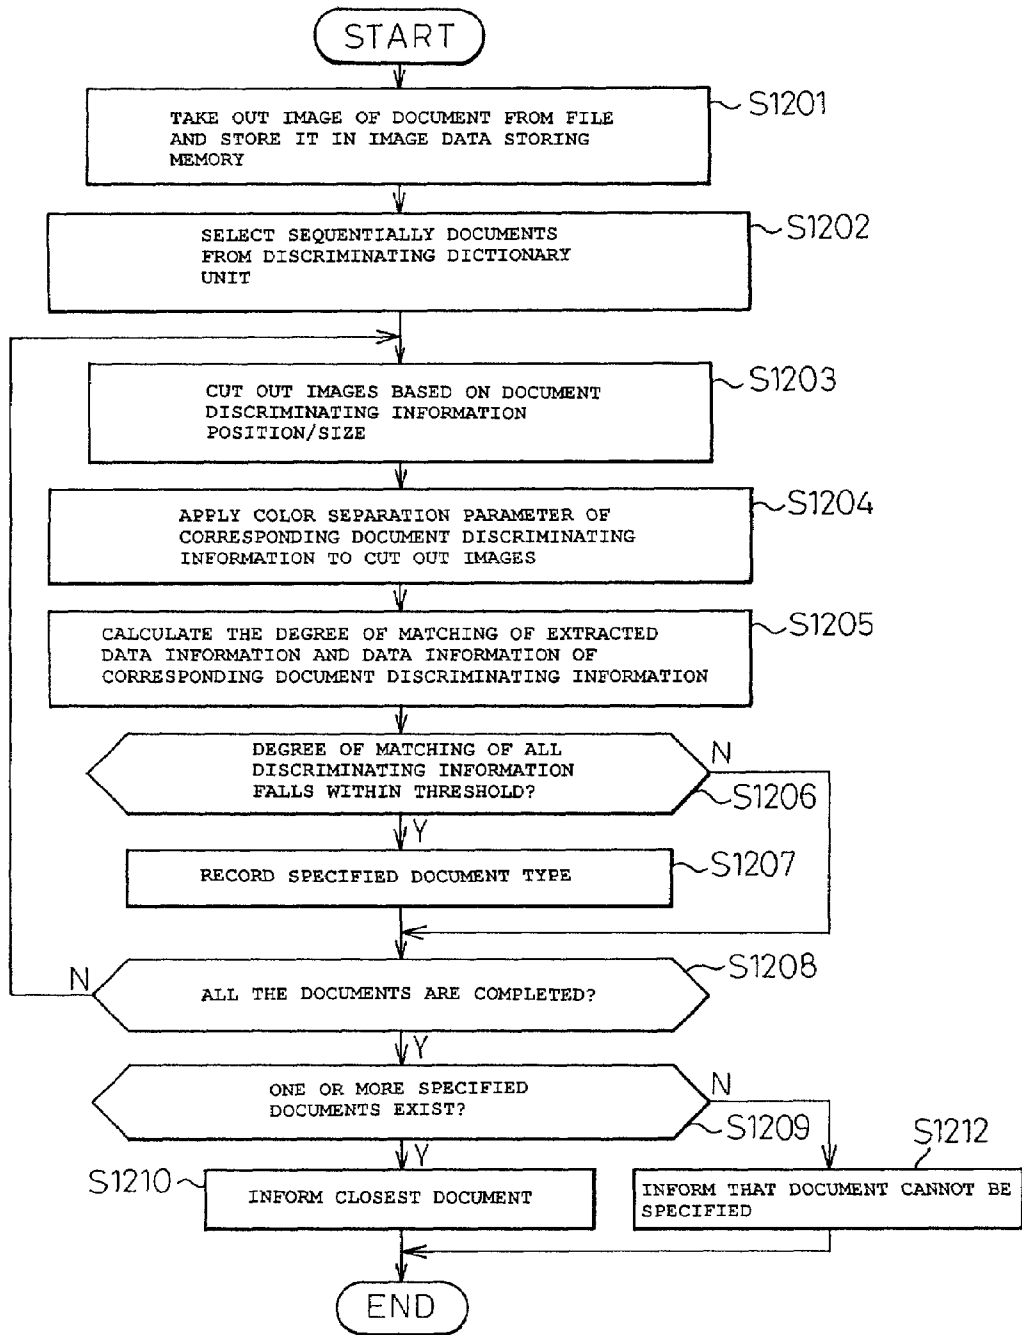 START
TAKE OUT IMAGE OF DOCUMENT FROM FILE
AND STORE IT IN IMAGE DATA STORING
MEMORY
S1201
SELECT SEQUENTIALLY DOCUMENTS
FROM DISCRIMINATING DICTIONARY
UNIT
S1202
CUT OUT IMAGES BASED ON DOCUMENT
DISCRIMINATING INFORMATION
POSITION/SIZE
S1203
APPLY COLOR SEPARATION PARAMETER OF
CORRESPONDING DOCUMENT DISCRIMINATING
INFORMATION TO CUT OUT IMAGES
S1204
CALCULATE THE DEGREE OF MATCHING OF EXTRACTED
DATA INFORMATION AND DATA INFORMATION OF
CORRESPONDING DOCUMENT DISCRIMINATING INFORMATION
S1205
DEGREE OF MATCHING OF ALL
DISCRIMINATING INFORMATION
FALLS WITHIN THRESHOLD?
N
S1206
Y
RECORD SPECIFIED DOCUMENT TYPE
S1207
N
ALL THE DOCUMENTS ARE COMPLETED?
S1208
Y
ONE OR MORE SPECIFIED
DOCUMENTS EXIST?
N
S1209
Y
S1210
INFORM CLOSEST DOCUMENT
S1212
INFORM THAT DOCUMENT CANNOT BE
SPECIFIED
END